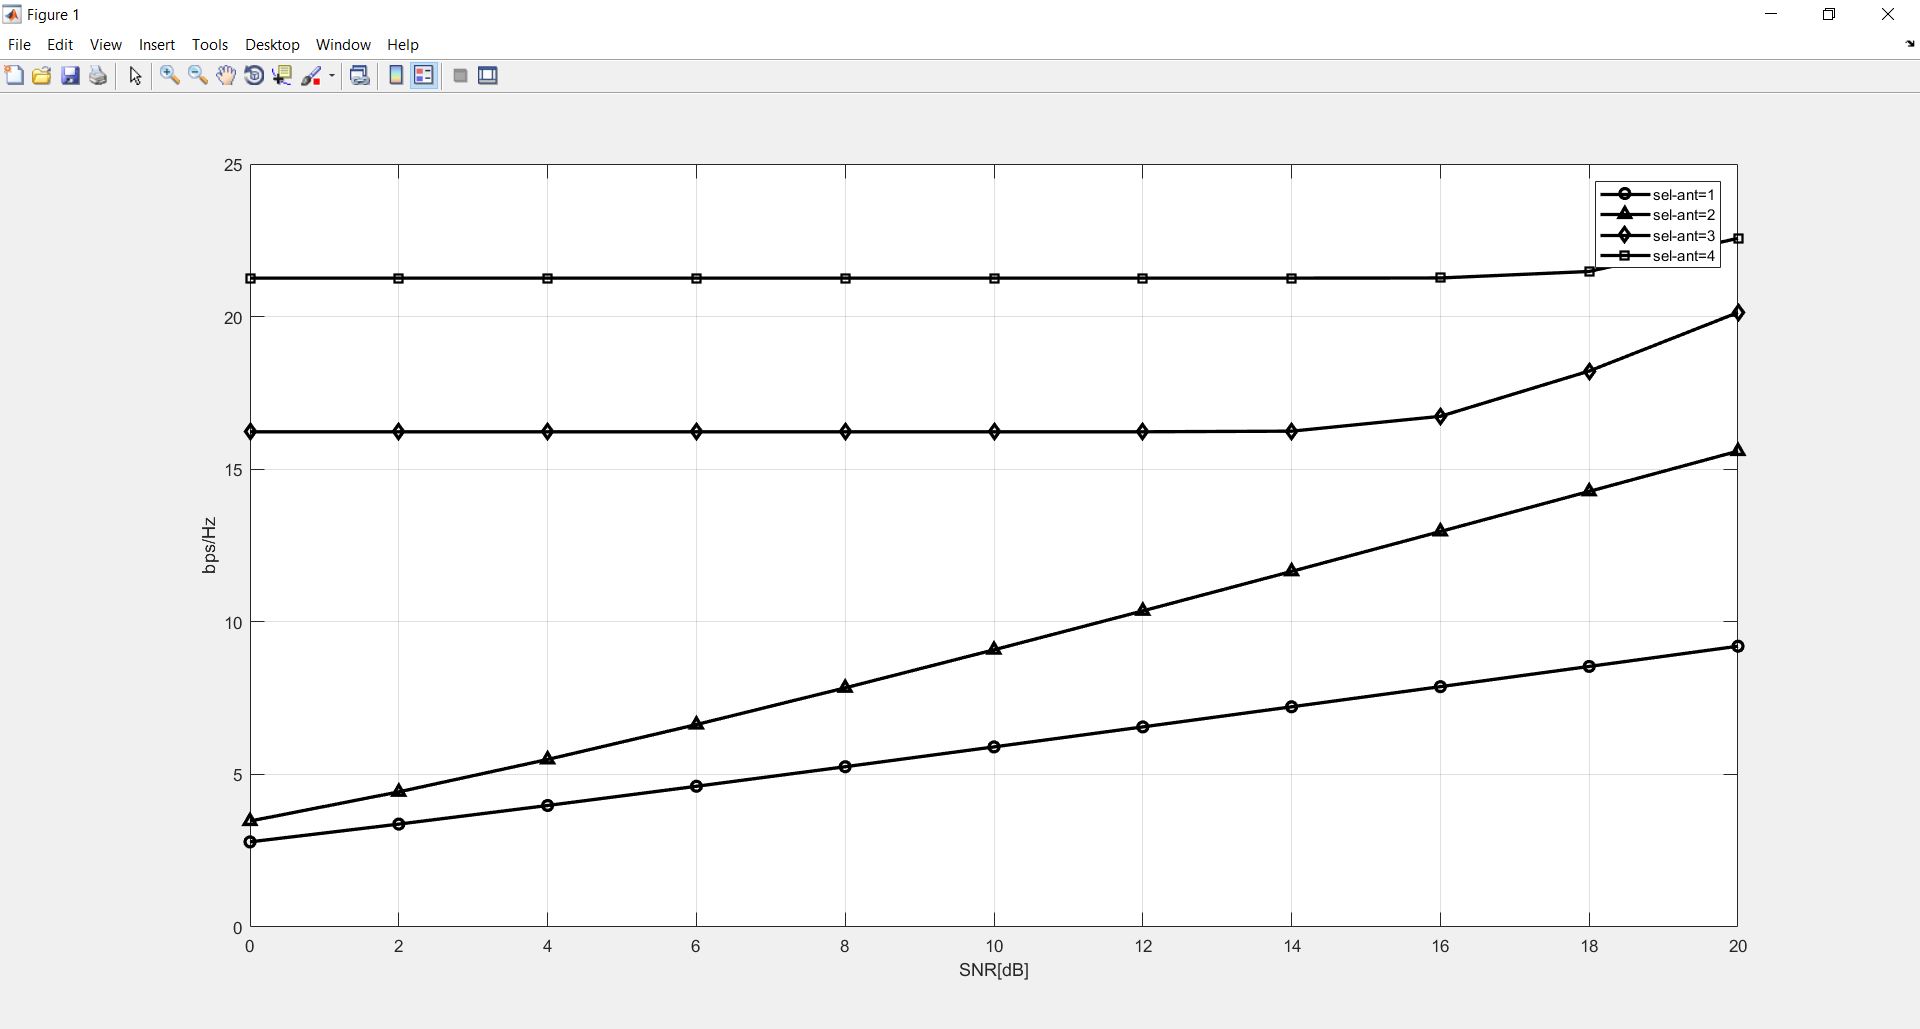 Figure 1
File Edit View Insert Tools Desktop Window Help
25
20
15
10
5
0
bps/Hz
sel-ant=1
sel-ant=2
sel-ant=3
sel-ant=4
0 2 4 6 8 10 12 14 16 18 20
SNR[dB]